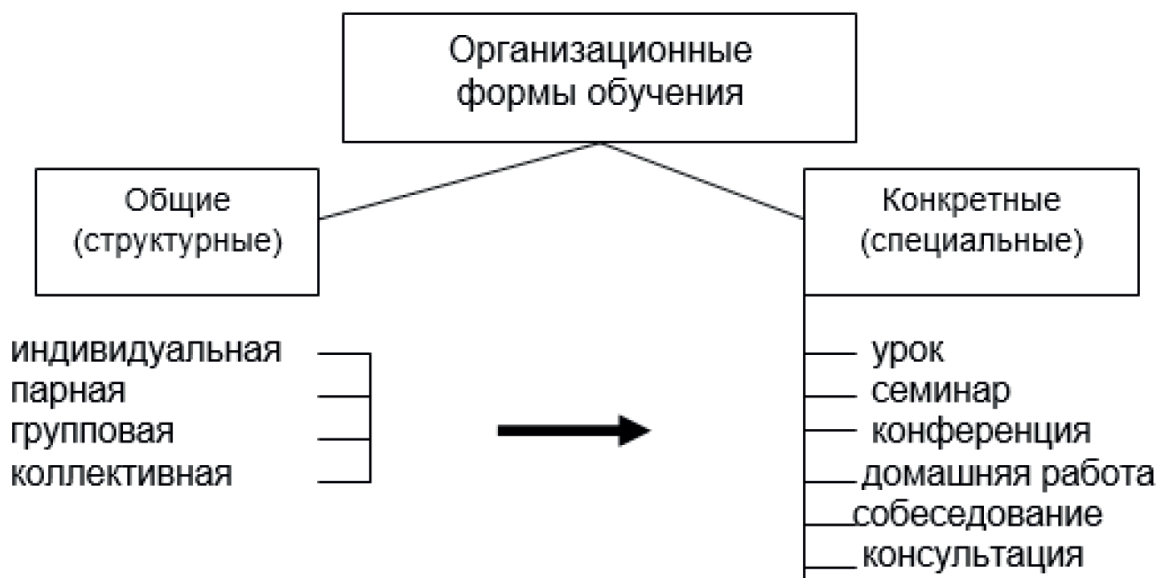 Организационные
формы обучения
Общие
(структурные)
Конкретные
(специальные)
индивидуальная
парная
групповая
коллективная
урок
семинар
конференция
домашняя работа
собеседование
консультация